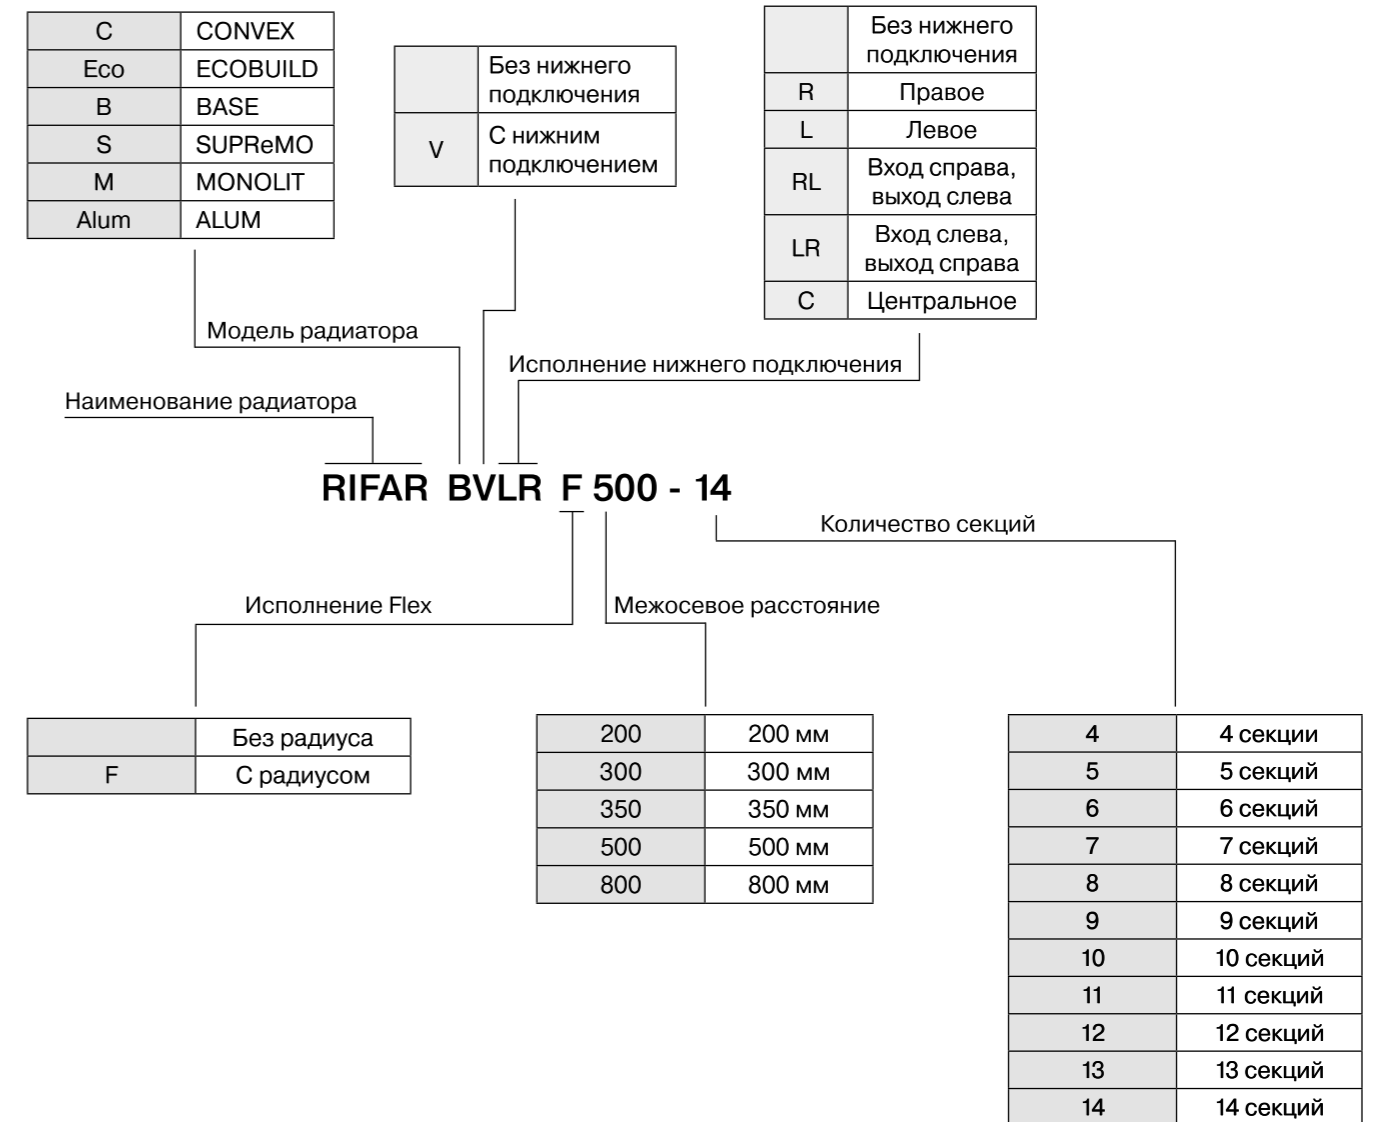 C CONVEX
Eco ECOBUILD
B BASE
S SUPReMO
M MONOLIT
Alum ALUM
Без нижнего
подключения
V С нижним
подключением
Без нижнего
подключения
R Правое
L Левое
RL Вход справа,
выход слева
LR Вход слева,
выход справа
C Центральное
Модель радиатора
Исполнение нижнего подключения
Наименование радиатора
RIFAR BVLR F 500 - 14
Количество секций
Исполнение Flex
Межосевое расстояние
Без радиуса
F С радиусом
200 200 мм
300 300 мм
350 350 мм
500 500 мм
800 800 мм
4 4 секции
5 5 секций
6 6 секций
7 7 секций
8 8 секций
9 9 секций
10 10 секций
11 11 секций
12 12 секций
13 13 секций
14 14 секций